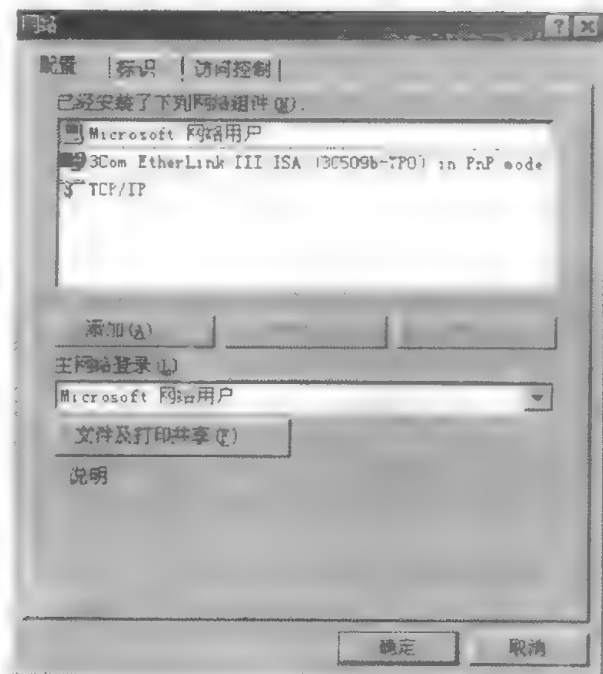 网络
配置 标识 访问控制
已经安装了下列网络组件(N):
Microsoft 网络用户
3Com EtherLink III ISA (3C509b-TPO) in PnP mode
TCP/IP
添加(A)
主网络登录(L)
Microsoft 网络用户
文件及打印共享(F)
说明
确定 取消